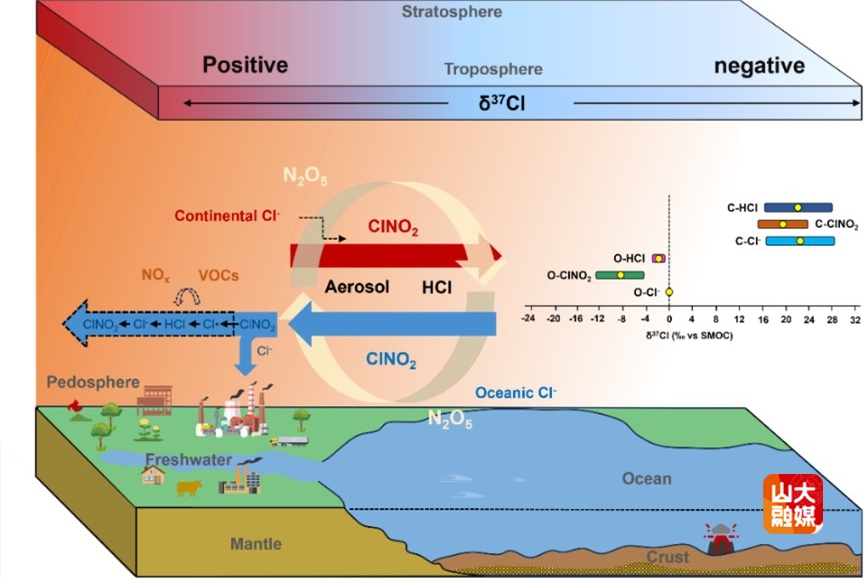 Stratosphere
Positive
negative
Troposphere
δ³⁷Cl
N₂O₅
Continental Cl⁻
ClNO₂
NOₓ VOCs
Aerosol HCl
ClNO₂ Cl⁻ HCl Cl• ClNO₂
Cl⁻
ClNO₂
C-HCl
C-ClNO₂
C-Cl⁻
O-HCl
O-ClNO₂
O-Cl⁻
-24 -20 -16 -12 -8 -4 0 4 8 12 16 20 24 28 32
δ³⁷Cl (‰ vs SMOC)
Pedosphere
Oceanic Cl⁻
N₂O₅
Freshwater
Ocean
Mantle
Crust
山大
融媒